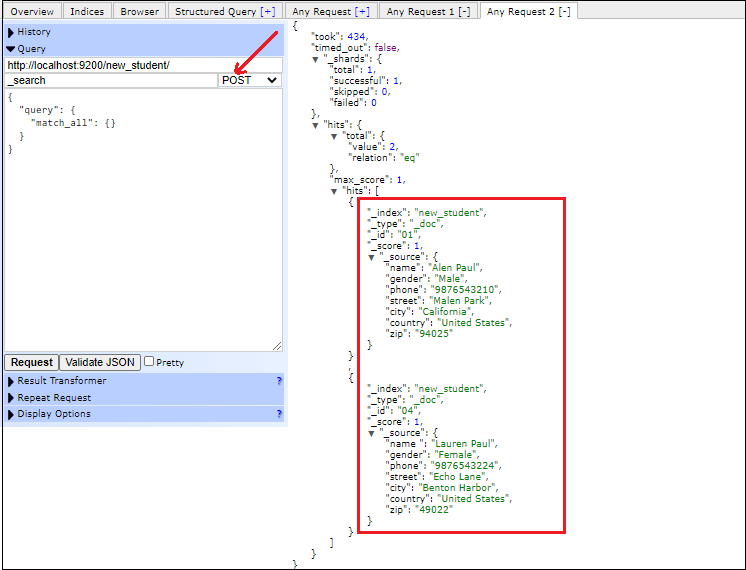 Overview Indices Browser Structured Query [+] Any Request [+] Any Request 1 [-] Any Request 2 [-]
History
Query
http://localhost:9200/new_student/
_search POST
{
"query": {
"match_all": {}
}
}
Request Validate JSON Pretty
Result Transformer ?
Repeat Request
Display Options ?
{
"took": 434,
"timed_out": false,
"_shards": {
"total": 1,
"successful": 1,
"skipped": 0,
"failed": 0
},
"hits": {
"total": {
"value": 2,
"relation": "eq"
},
"max_score": 1,
"hits": [
{
"_index": "new_student",
"_type": "_doc",
"_id": "01",
"_score": 1,
"_source": {
"name": "Alen Paul",
"gender": "Male",
"phone": "9876543210",
"street": "Malen Park",
"city": "California",
"country": "United States",
"zip": "94025"
}
}
,
{
"_index": "new_student",
"_type": "_doc",
"_id": "04",
"_score": 1,
"_source": {
"name ": "Lauren Paul",
"gender": "Female",
"phone": "9876543224",
"street": "Echo Lane",
"city": "Benton Harbor",
"country": "United States",
"zip": "49022"
}
}
]
}
}